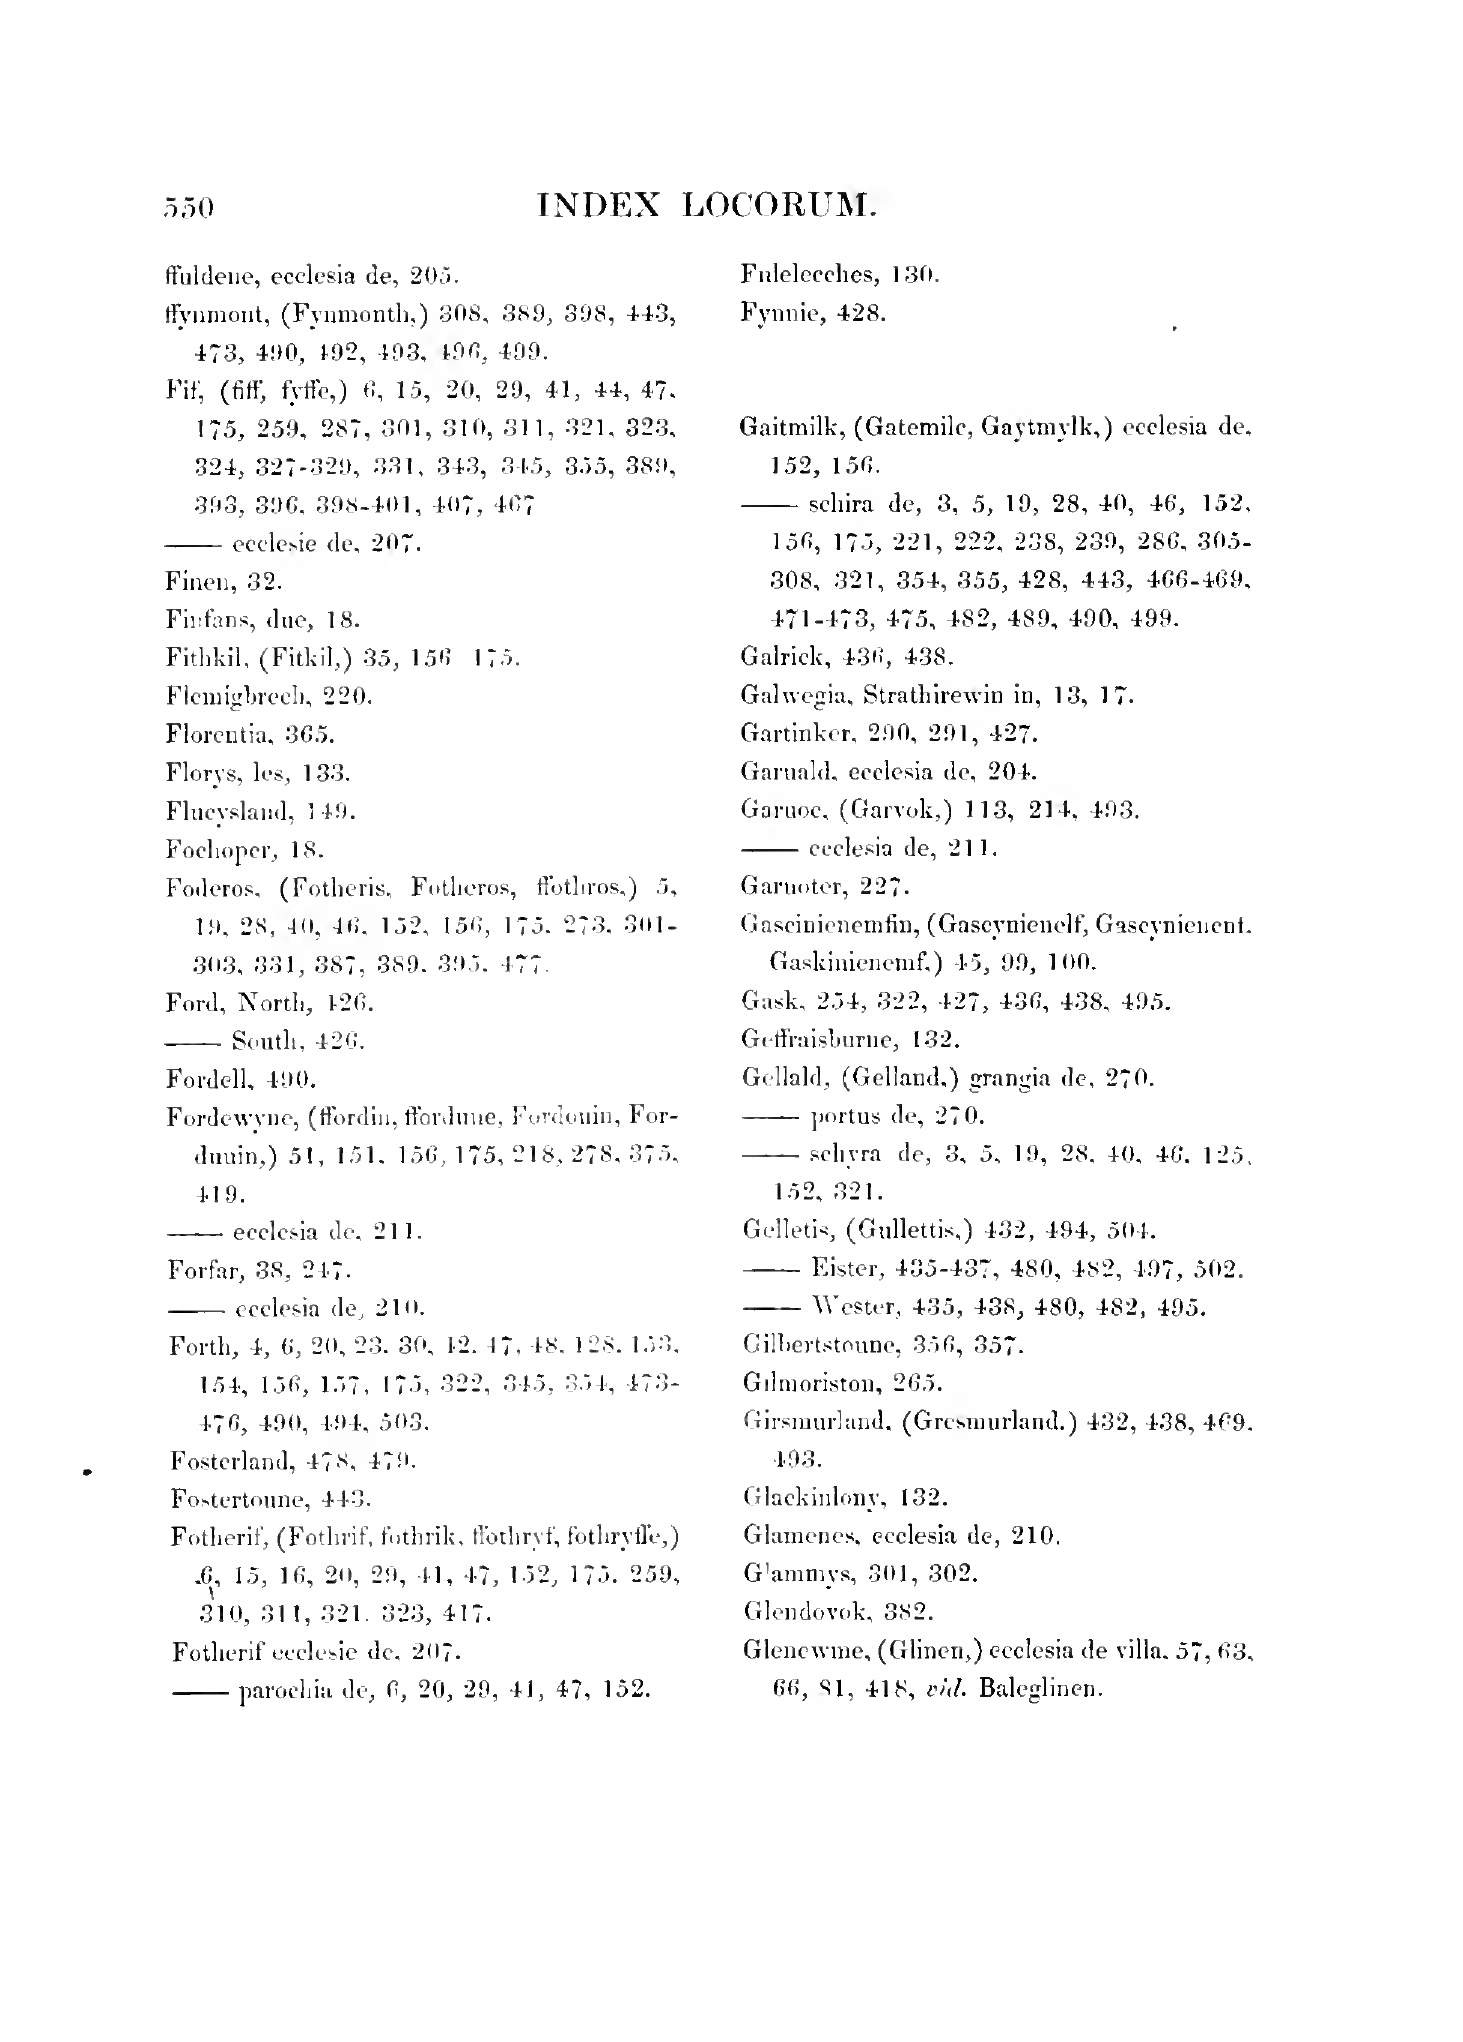 550 INDEX LOCORUM.
ffuldene, ecclesia de, 205.
ffynmont, (Fynmonth,) 308, 389, 398, 443,
473, 490, 492, 493, 496, 499.
Fif, (fiff, fyffe,) 6, 15, 20, 29, 41, 44, 47,
175, 259, 287, 301, 310, 311, 321, 323,
324, 327-329, 331, 343, 345, 355, 389,
393, 396, 398-401, 407, 467
—— ecclesie de, 207.
Finen, 32.
Finfans, due, 18.
Fithkil, (Fitkil,) 35, 156 175.
Flemigbrech, 220.
Florentia, 365.
Florys, les, 133.
Flucysland, 149.
Fochoper, 18.
Foderos, (Fotheris, Fotheros, ffothros,) 5,
19, 28, 40, 46, 152, 156, 175, 273, 301-
303, 331, 387, 389, 395, 477.
Ford, North, 426.
—— South, 426.
Fordell, 490.
Fordewyne, (ffordin, ffordune, Fordouin, For-
duuin,) 51, 151, 156, 175, 218, 278, 375,
419.
—— ecclesia de, 211.
Forfar, 38, 247.
—— ecclesia de, 210.
Forth, 4, 6, 20, 23, 30, 42, 47, 48, 128, 153,
154, 156, 157, 175, 322, 345, 354, 473-
476, 490, 494, 503.
Fosterland, 478, 479.
Fostertoune, 443.
Fotherif, (Fothrif, fothrik, ffothryf, fothryffe,)
6, 15, 16, 20, 29, 41, 47, 152, 175, 259,
310, 311, 321, 323, 417.
Fotherif ecclesie de, 207.
—— parochia de, 6, 20, 29, 41, 47, 152.
Fulelecches, 130.
Fynnie, 428.
Gaitmilk, (Gatemilc, Gaytmylk,) ecclesia de,
152, 156.
—— schira de, 3, 5, 19, 28, 40, 46, 152,
156, 175, 221, 222, 238, 239, 286, 305-
308, 321, 354, 355, 428, 443, 466-469,
471-473, 475, 482, 489, 490, 499.
Galrick, 436, 438.
Galwegia, Strathirewin in, 13, 17.
Gartinker, 290, 291, 427.
Garuald, ecclesia de, 204.
Garuoc, (Garvok,) 113, 214, 493.
—— ecclesia de, 211.
Garuoter, 227.
Gascinienemfin, (Gascynienelf, Gascynienent,
Gaskinienemf,) 45, 99, 100.
Gask, 254, 322, 427, 436, 438, 495.
Geffraisburne, 132.
Gellald, (Gelland,) grangia de, 270.
—— portus de, 270.
—— schyra de, 3, 5, 19, 28, 40, 46, 125,
152, 321.
Gelletis, (Gullettis,) 432, 494, 504.
—— Eister, 435-437, 480, 482, 497, 502.
—— Wester, 435, 438, 480, 482, 495.
Gilbertstoune, 356, 357.
Gilmoriston, 265.
Girsmurland, (Gresmurland,) 432, 438, 469,
493.
Glackinlony, 132.
Glamenes, ecclesia de, 210.
Glammys, 301, 302.
Glendovok, 382.
Glenewme, (Glinen,) ecclesia de villa, 57, 63,
66, 81, 418, vid. Baleglinen.